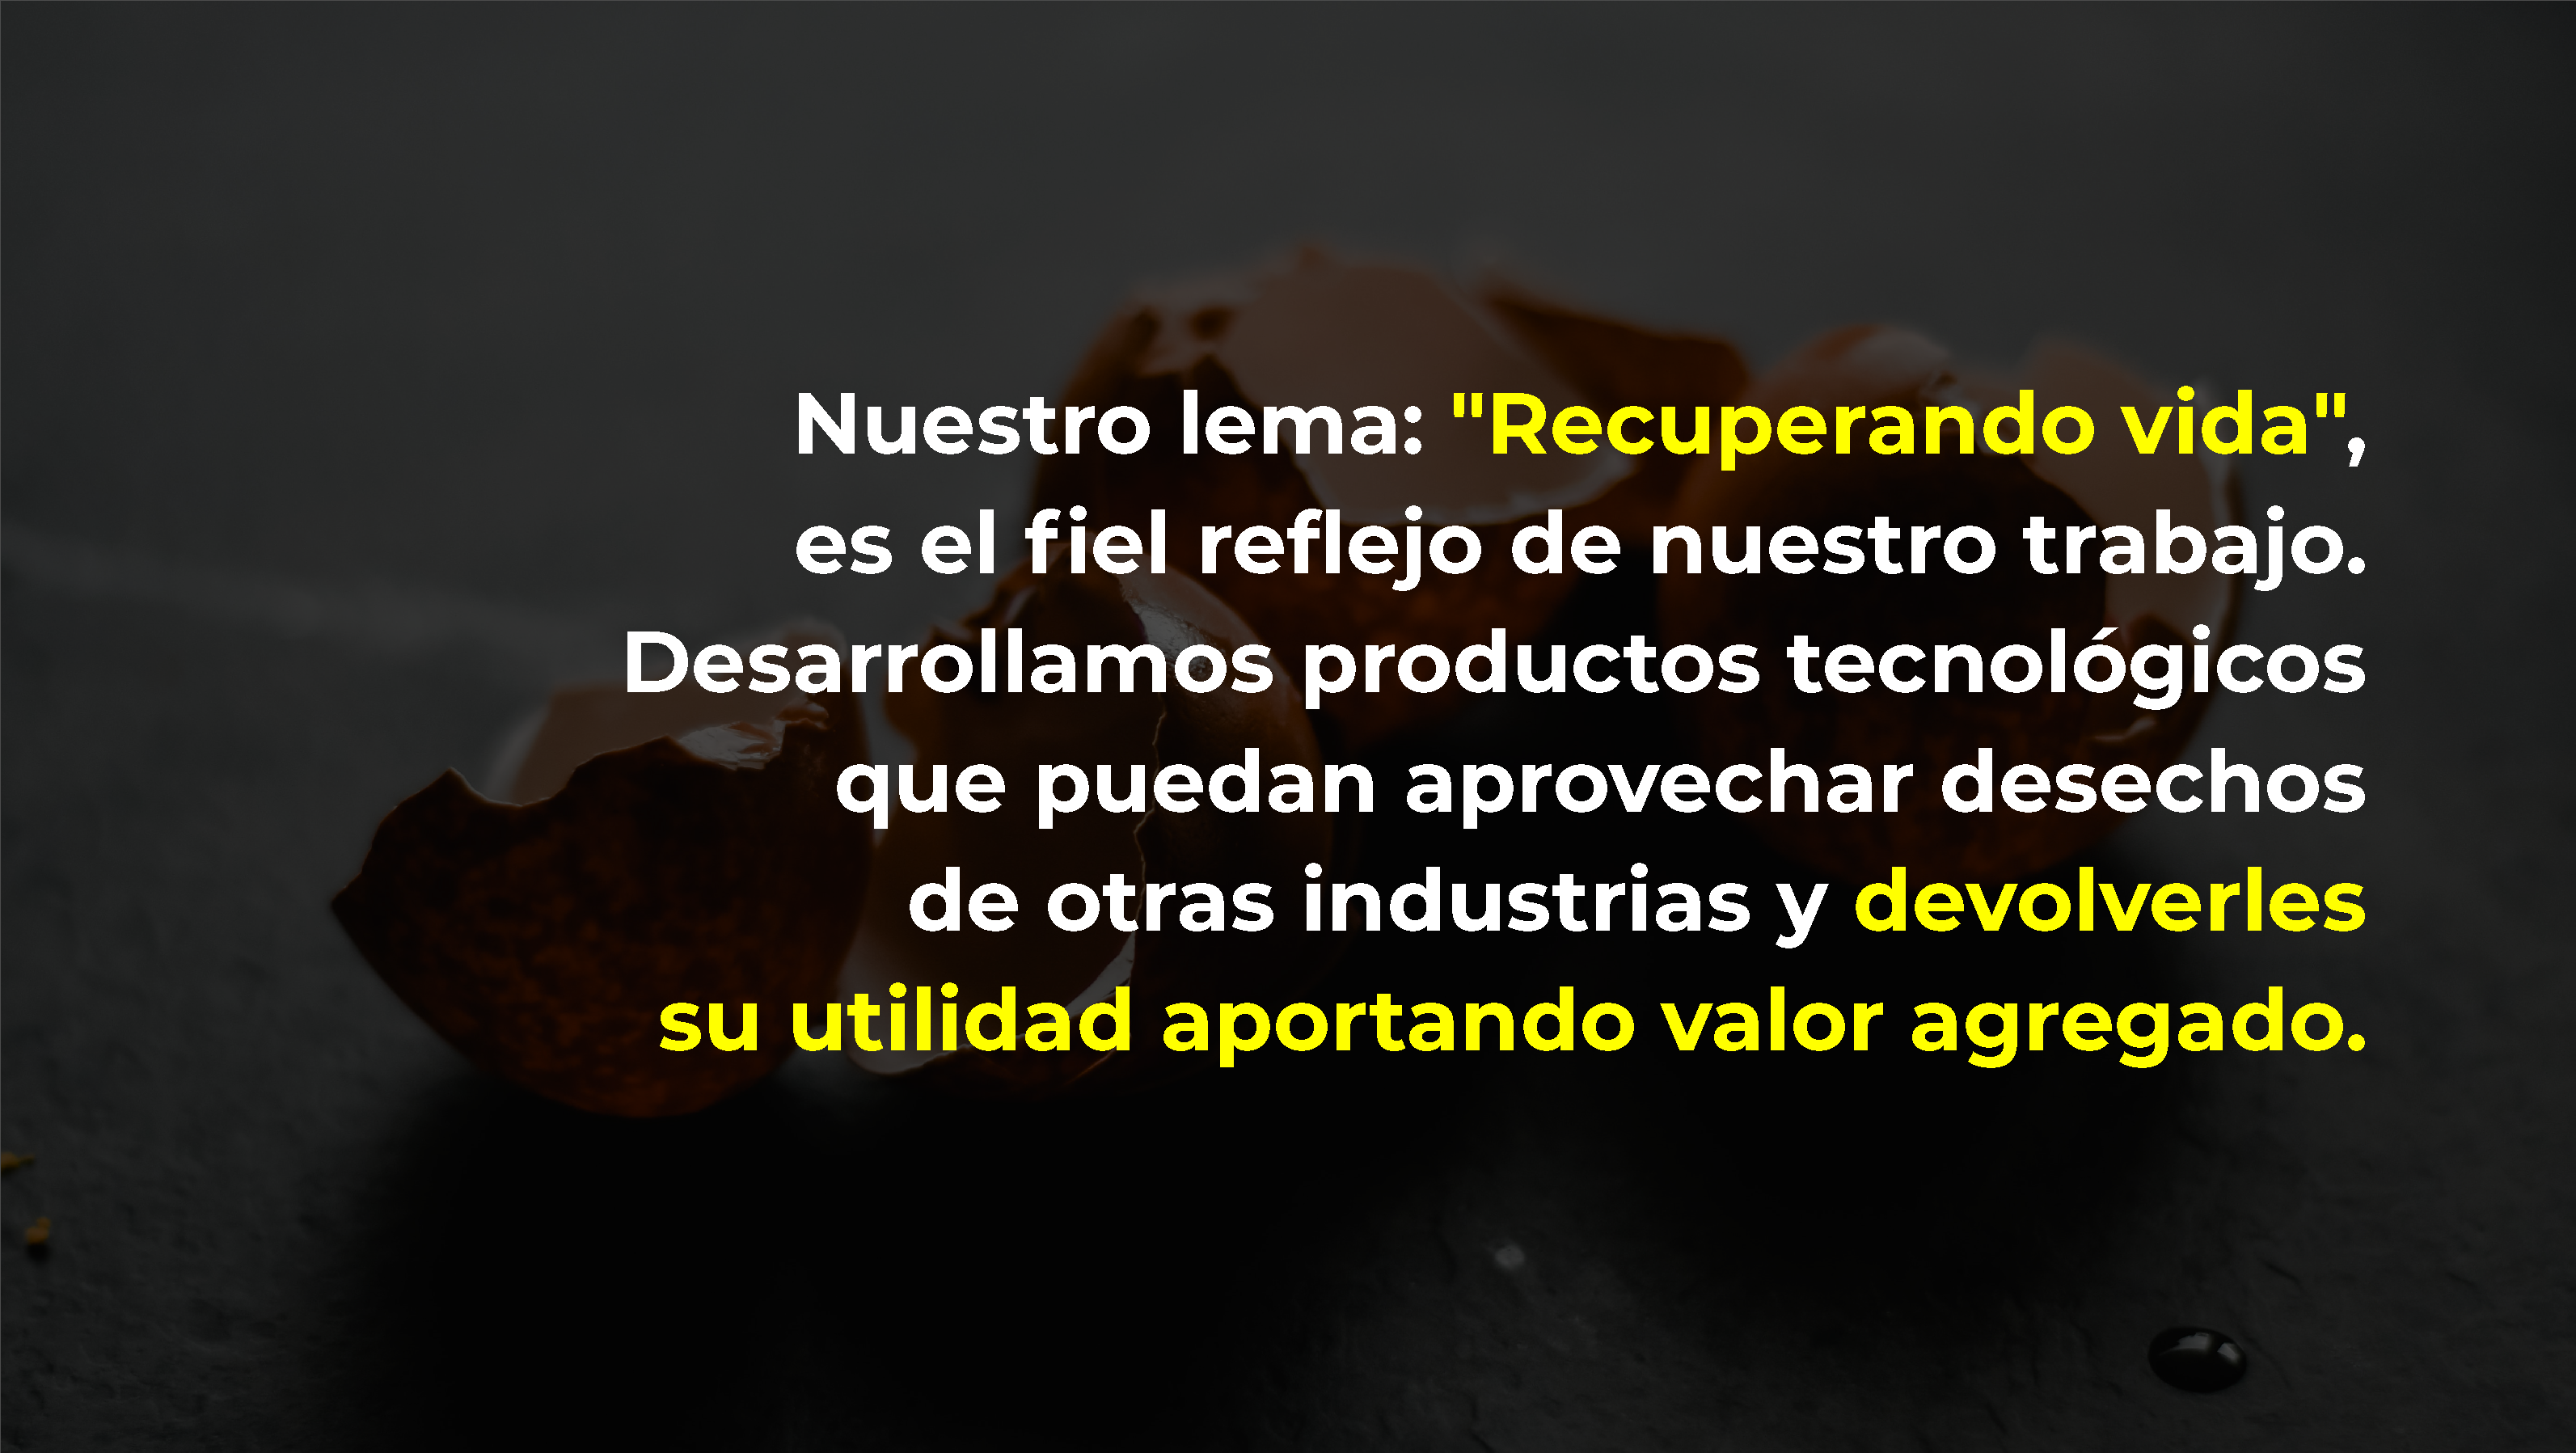 Nuestro lema: "Recuperando vida",
es el fiel reflejo de nuestro trabajo.
Desarrollamos productos tecnológicos
que puedan aprovechar desechos
de otras industrias y devolverles
su utilidad aportando valor agregado.